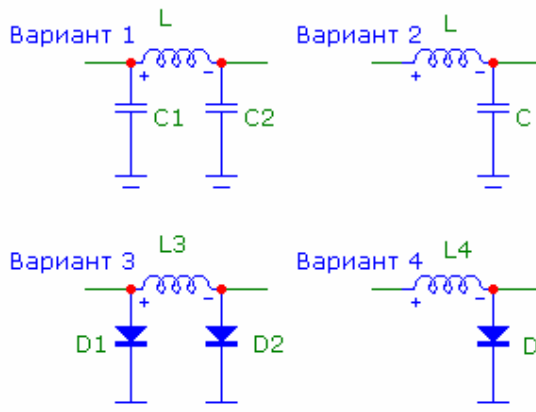 L L
Вариант 1 Вариант 2
+ - + -
C1 C2 C
L3 L4
Вариант 3 Вариант 4
+ - + -
D1 D2 D